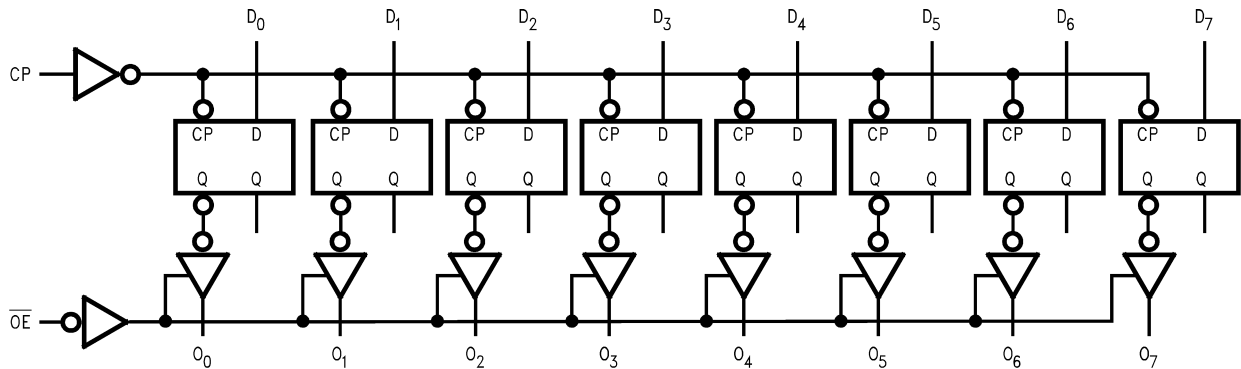 D₀ D₁ D₂ D₃ D₄ D₅ D₆ D₇
CP
CP D CP D CP D CP D CP D CP D CP D CP D
Q Q Q Q Q Q Q Q Q Q Q Q Q Q Q Q
O̅E̅
O₀ O₁ O₂ O₃ O₄ O₅ O₆ O₇